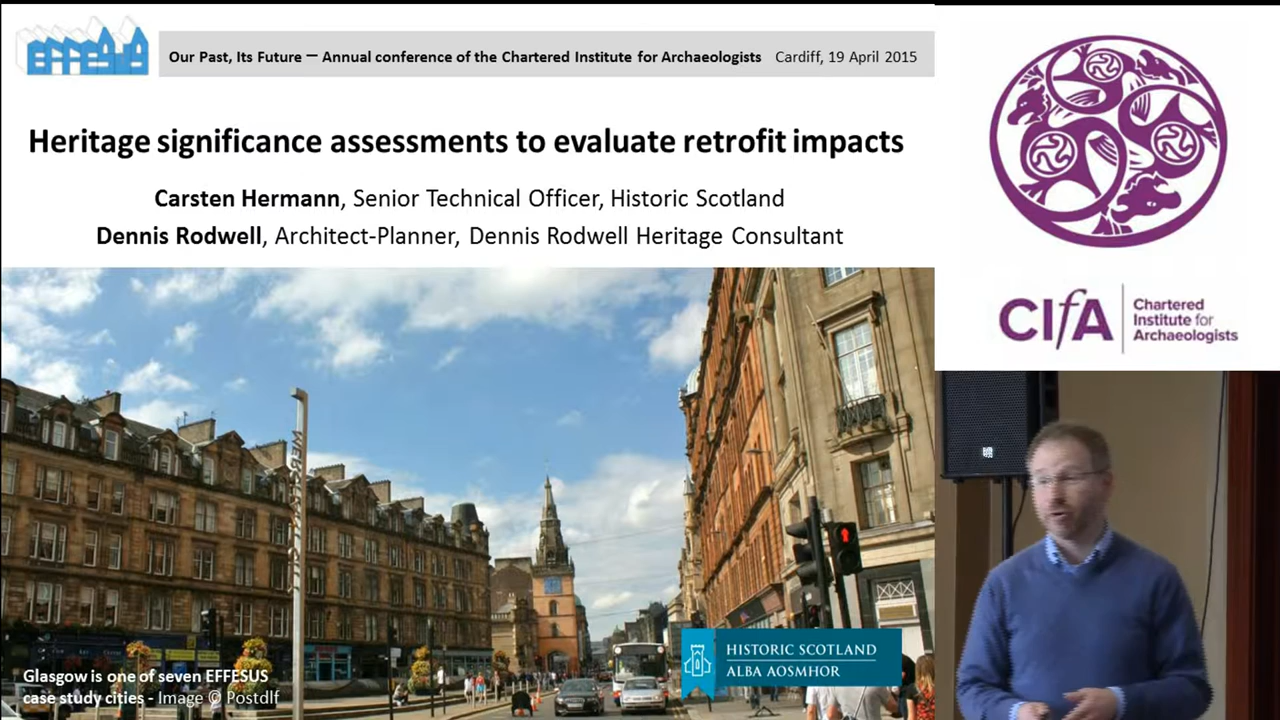 EFFESUS
Our Past, Its Future — Annual conference of the Chartered Institute for Archaeologists Cardiff, 19 April 2015
Heritage significance assessments to evaluate retrofit impacts
Carsten Hermann, Senior Technical Officer, Historic Scotland
Dennis Rodwell, Architect-Planner, Dennis Rodwell Heritage Consultant
CIfA
Chartered
Institute for
Archaeologists
HISTORIC SCOTLAND
ALBA AOSMHOR
Glasgow is one of seven EFFESUS
case study cities - Image © Postdlf